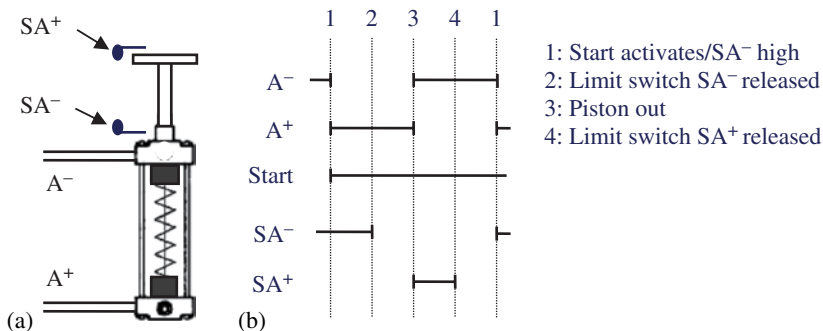 SA⁺
SA⁻
A⁻
A⁺
(a)
1 2 3 4 1
A⁻
A⁺
Start
SA⁻
SA⁺
(b)
1: Start activates/SA⁻ high
2: Limit switch SA⁻ released
3: Piston out
4: Limit switch SA⁺ released